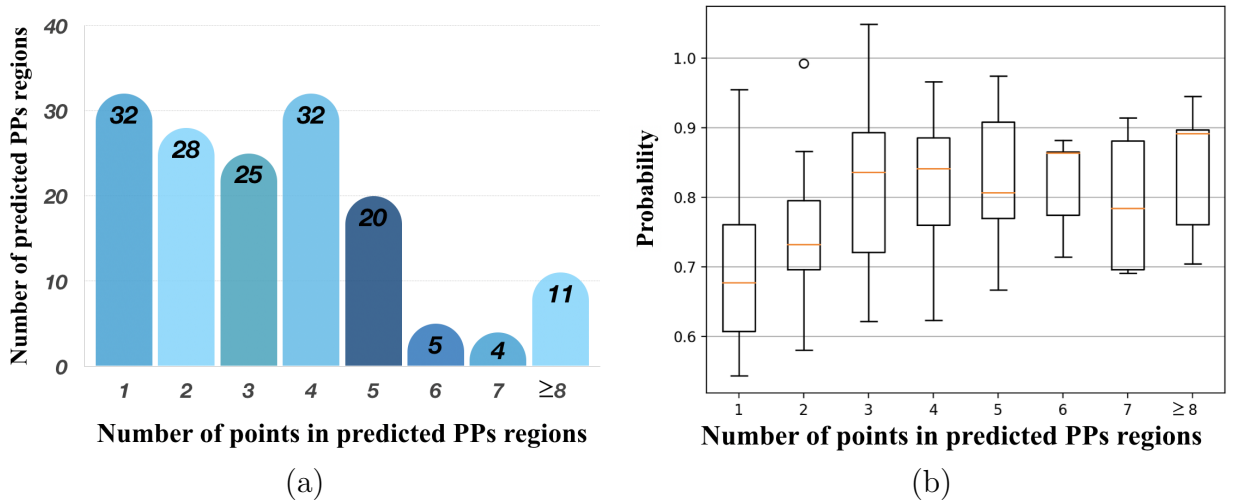 Number of predicted PPs regions
40
30
20
10
0
32
28
25
32
20
5
4
11
1 2 3 4 5 6 7 ≥8
Number of points in predicted PPs regions
(a)
Probability
1.0
0.9
0.8
0.7
0.6
1 2 3 4 5 6 7 ≥8
Number of points in predicted PPs regions
(b)